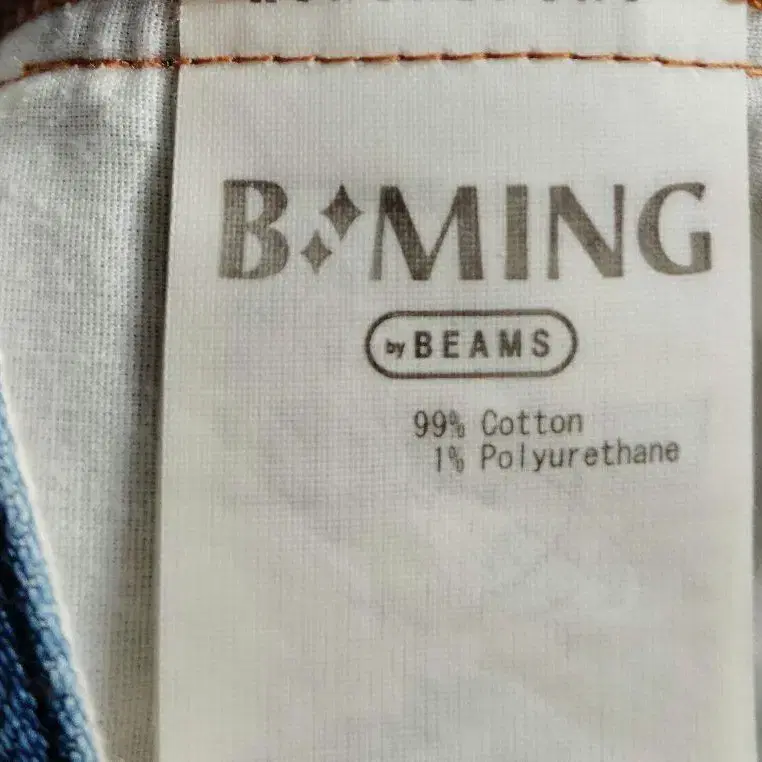 B MING
by BEAMS
99% Cotton
1% Polyurethane